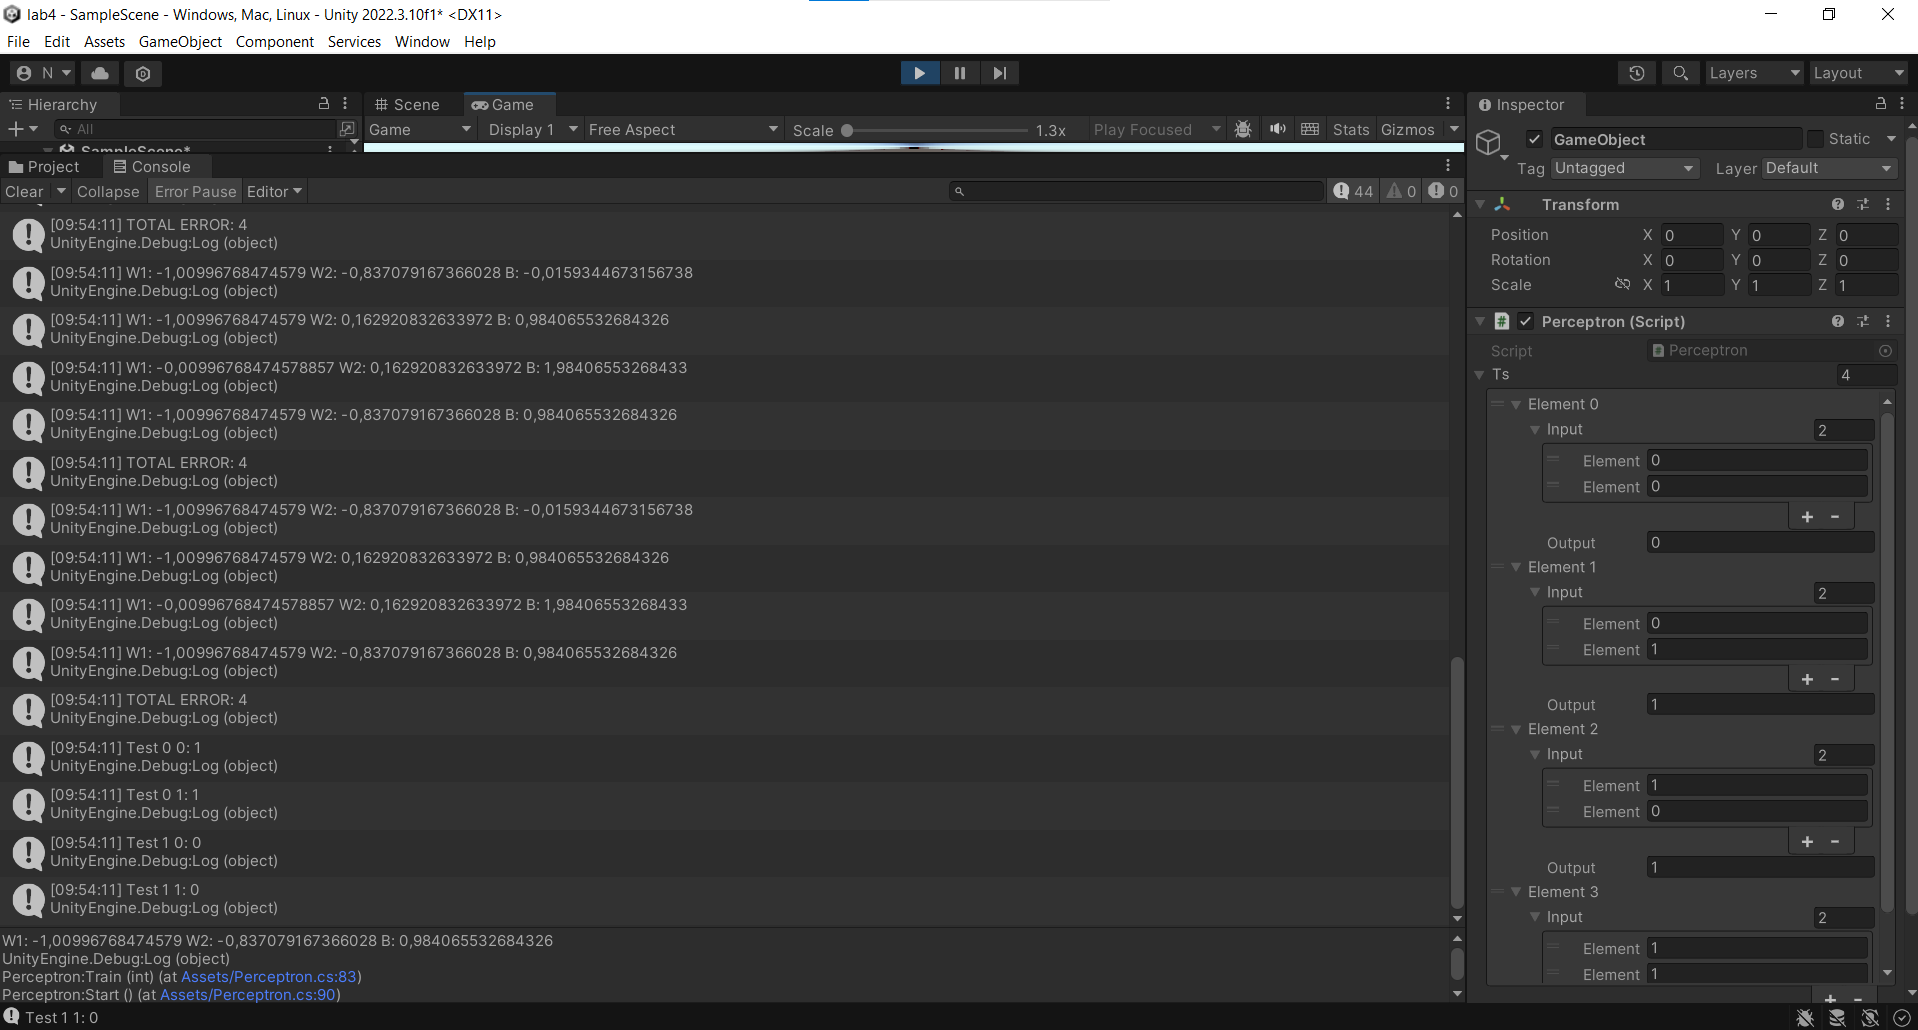 lab4 - SampleScene - Windows, Mac, Linux - Unity 2022.3.10f1* <DX11>
File Edit Assets GameObject Component Services Window Help
N Layers Layout
Hierarchy
All
SampleScene*
Scene Game
Game Display 1 Free Aspect Scale 1.3x Play Focused Stats Gizmos
Project Console
Clear Collapse Error Pause Editor 44 0 0
[09:54:11] TOTAL ERROR: 4
UnityEngine.Debug:Log (object)
[09:54:11] W1: -1,00996768474579 W2: -0,837079167366028 B: -0,0159344673156738
UnityEngine.Debug:Log (object)
[09:54:11] W1: -1,00996768474579 W2: 0,162920832633972 B: 0,984065532684326
UnityEngine.Debug:Log (object)
[09:54:11] W1: -0,00996768474578857 W2: 0,162920832633972 B: 1,98406553268433
UnityEngine.Debug:Log (object)
[09:54:11] W1: -1,00996768474579 W2: -0,837079167366028 B: 0,984065532684326
UnityEngine.Debug:Log (object)
[09:54:11] TOTAL ERROR: 4
UnityEngine.Debug:Log (object)
[09:54:11] W1: -1,00996768474579 W2: -0,837079167366028 B: -0,0159344673156738
UnityEngine.Debug:Log (object)
[09:54:11] W1: -1,00996768474579 W2: 0,162920832633972 B: 0,984065532684326
UnityEngine.Debug:Log (object)
[09:54:11] W1: -0,00996768474578857 W2: 0,162920832633972 B: 1,98406553268433
UnityEngine.Debug:Log (object)
[09:54:11] W1: -1,00996768474579 W2: -0,837079167366028 B: 0,984065532684326
UnityEngine.Debug:Log (object)
[09:54:11] TOTAL ERROR: 4
UnityEngine.Debug:Log (object)
[09:54:11] Test 0 0: 1
UnityEngine.Debug:Log (object)
[09:54:11] Test 0 1: 1
UnityEngine.Debug:Log (object)
[09:54:11] Test 1 0: 0
UnityEngine.Debug:Log (object)
[09:54:11] Test 1 1: 0
UnityEngine.Debug:Log (object)
W1: -1,00996768474579 W2: -0,837079167366028 B: 0,984065532684326
UnityEngine.Debug:Log (object)
Perceptron:Train (int) (at Assets/Perceptron.cs:83)
Perceptron:Start () (at Assets/Perceptron.cs:90)
Test 1 1: 0
Inspector
GameObject Static
Tag Untagged Layer Default
Transform
Position X 0 Y 0 Z 0
Rotation X 0 Y 0 Z 0
Scale X 1 Y 1 Z 1
Perceptron (Script)
Script Perceptron
Ts 4
Element 0
Input 2
Element 0
Element 0
+ -
Output 0
Element 1
Input 2
Element 0
Element 1
+ -
Output 1
Element 2
Input 2
Element 1
Element 0
+ -
Output 1
Element 3
Input 2
Element 1
Element 1
+ -